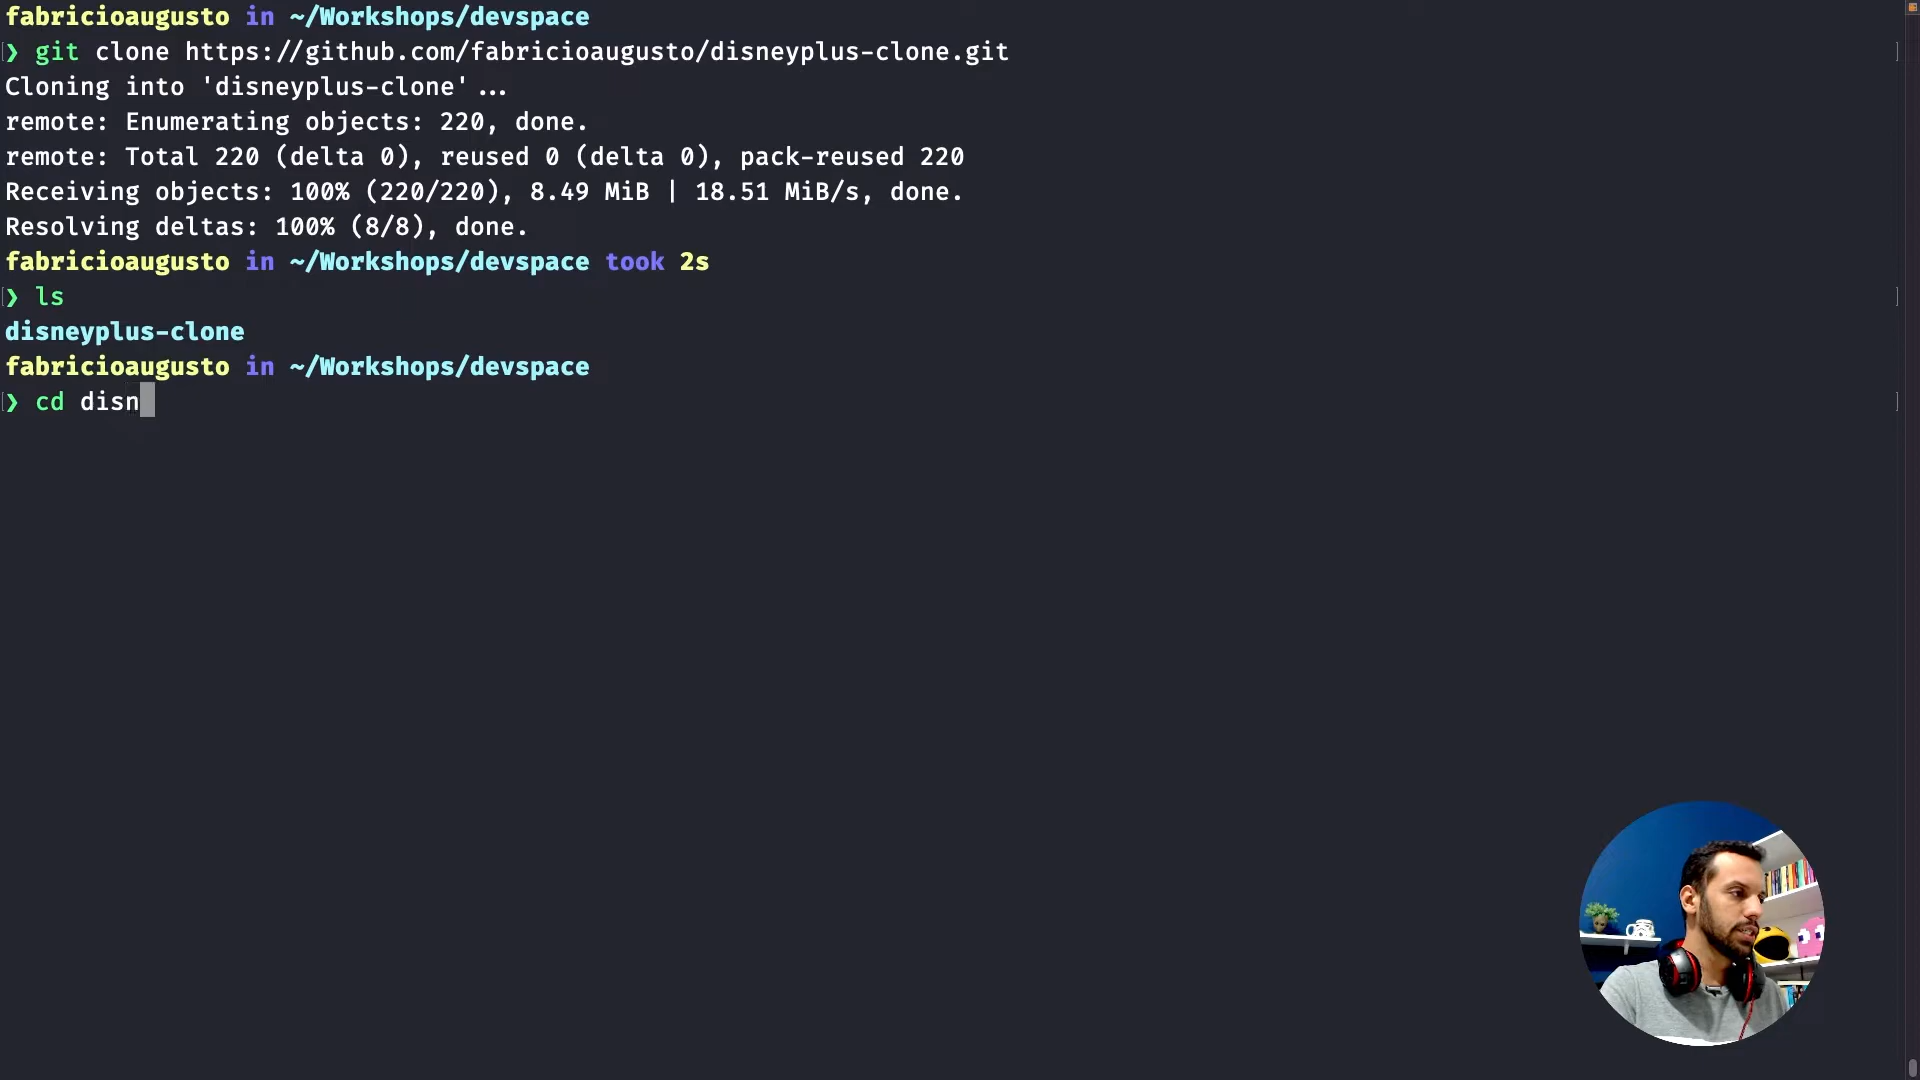 fabricioaugusto in ~/Workshops/devspace
❯ git clone https://github.com/fabricioaugusto/disneyplus-clone.git
Cloning into 'disneyplus-clone'...
remote: Enumerating objects: 220, done.
remote: Total 220 (delta 0), reused 0 (delta 0), pack-reused 220
Receiving objects: 100% (220/220), 8.49 MiB | 18.51 MiB/s, done.
Resolving deltas: 100% (8/8), done.
fabricioaugusto in ~/Workshops/devspace took 2s
❯ ls
disneyplus-clone
fabricioaugusto in ~/Workshops/devspace
❯ cd disn